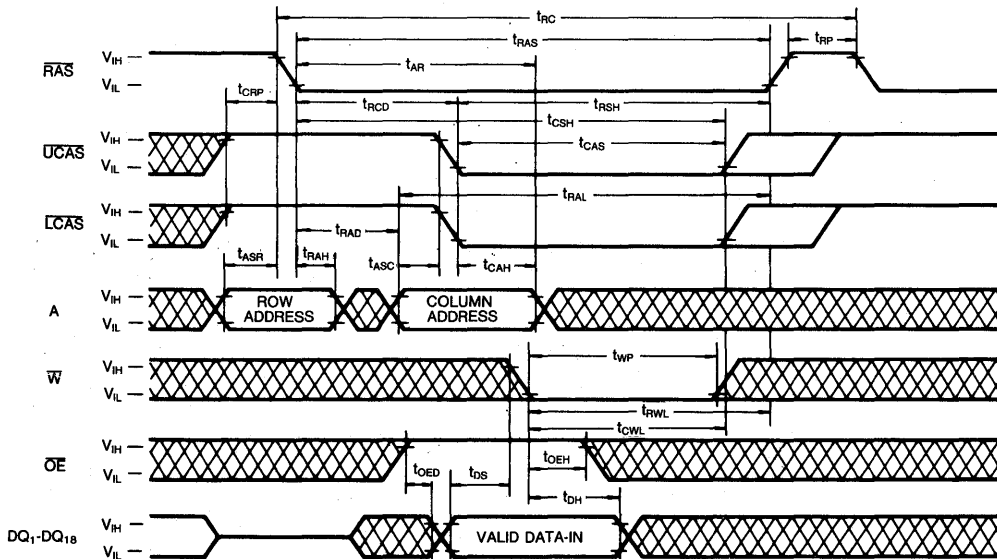 tRC
tRAS
tRP
tAR
RAS
VIH
VIL
tCRP
tRCD
tRSH
tCSH
UCAS
VIH
VIL
tCAS
tRAL
LCAS
VIH
VIL
tRAD
tASR
tRAH
tASC
tCAH
A
VIH
VIL
ROW ADDRESS
COLUMN ADDRESS
W
VIH
VIL
tWP
tRWL
tCWL
OE
VIH
VIL
tOEH
tOED
tDS
tDH
DQ1-DQ18
VIH
VIL
VALID DATA-IN